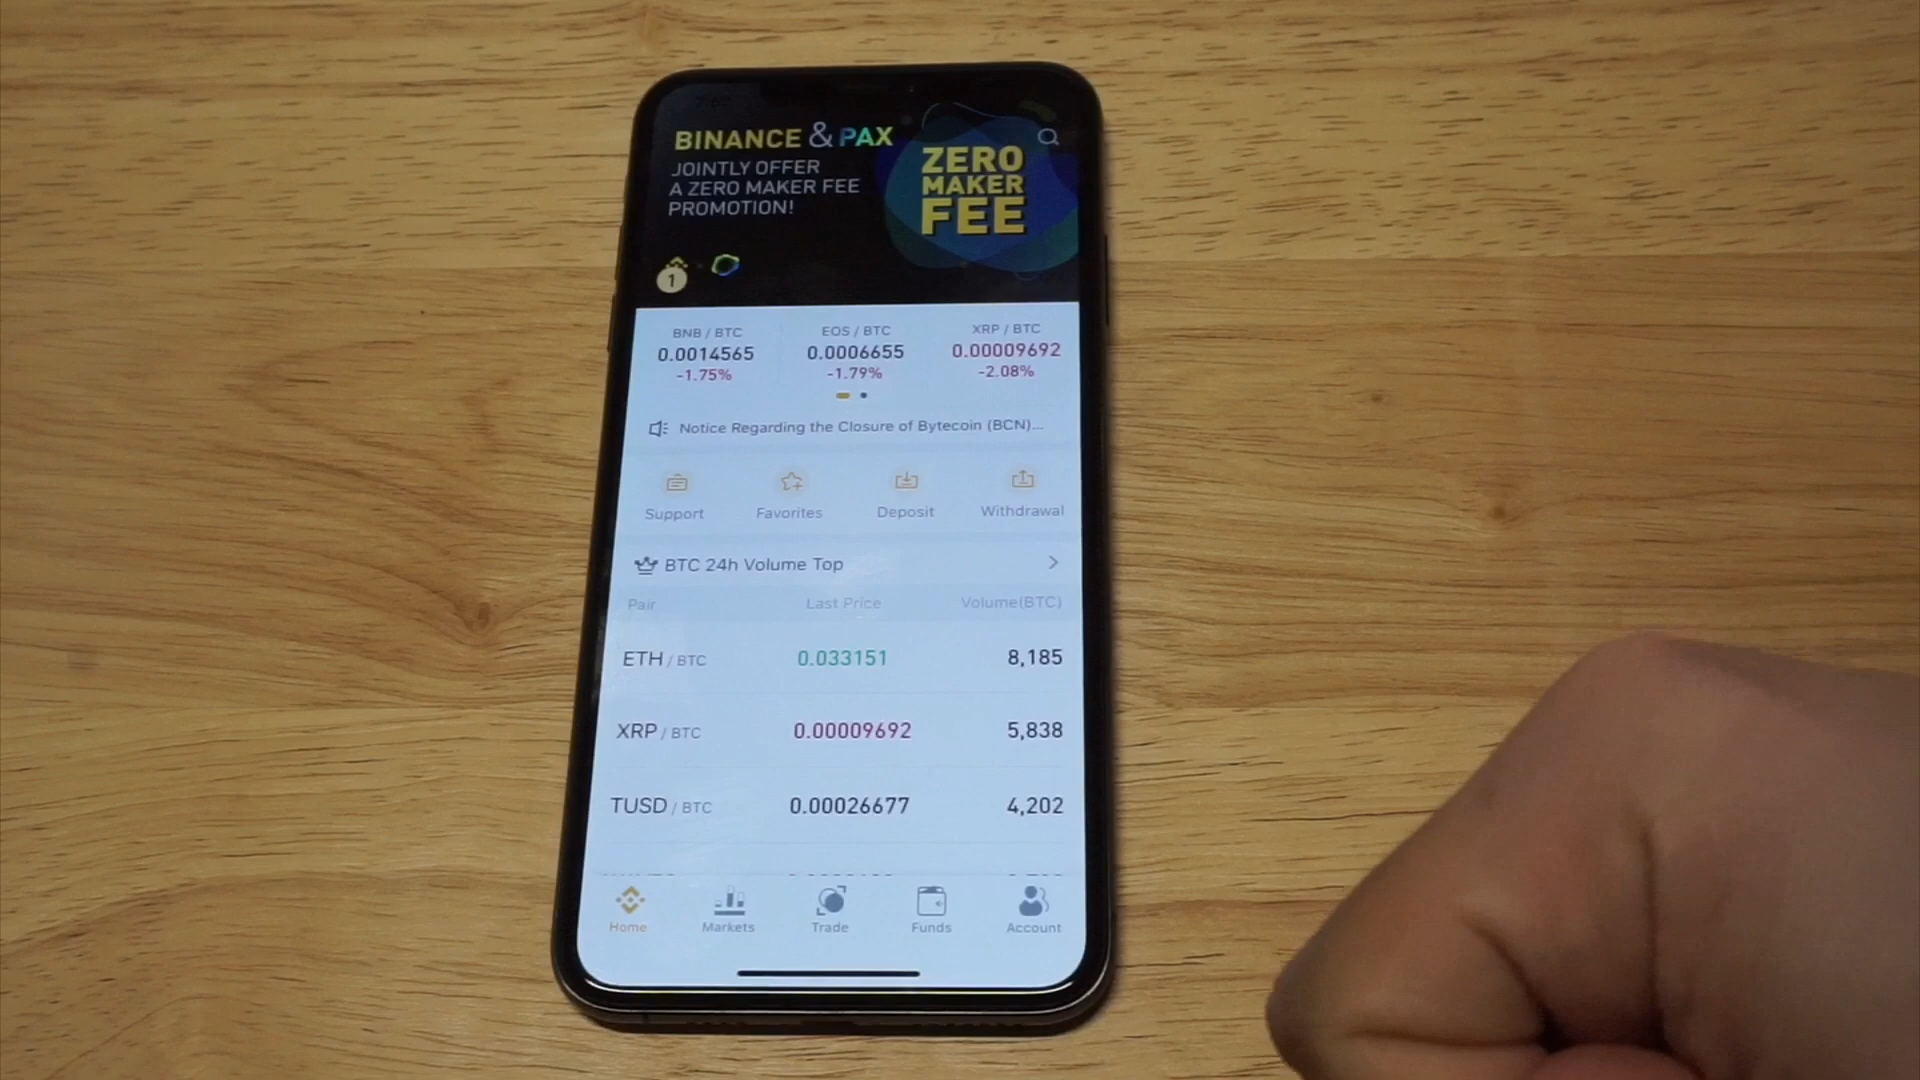 BINANCE & PAX
JOINTLY OFFER
A ZERO MAKER FEE
PROMOTION!
ZERO
MAKER
FEE
1
BNB / BTC
0.0014565
-1.75%
EOS / BTC
0.0006655
-1.79%
XRP / BTC
0.00009692
-2.08%
Notice Regarding the Closure of Bytecoin (BCN)...
Support
Favorites
Deposit
Withdrawal
BTC 24h Volume Top
Pair Last Price Volume(BTC)
ETH / BTC 0.033151 8,185
XRP / BTC 0.00009692 5,838
TUSD / BTC 0.00026677 4,202
Home
Markets
Trade
Funds
Account